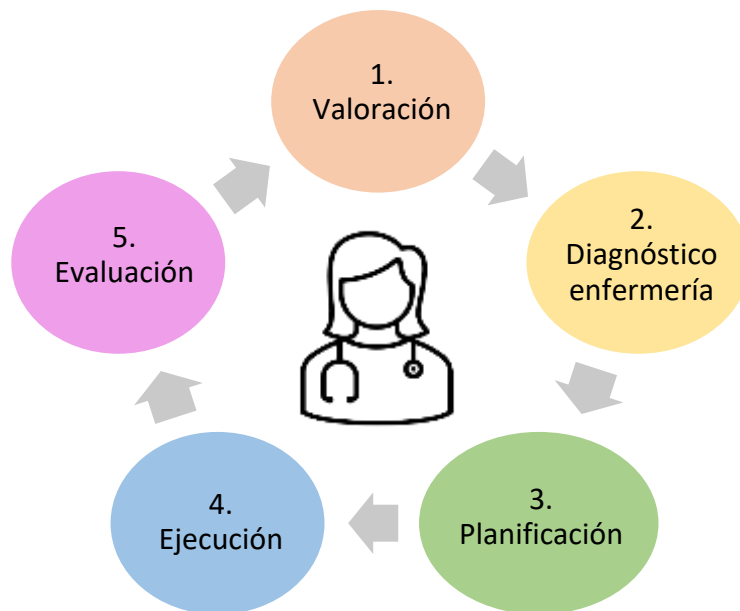 1.
Valoración
2.
Diagnóstico
enfermería
3.
Planificación
4.
Ejecución
5.
Evaluación